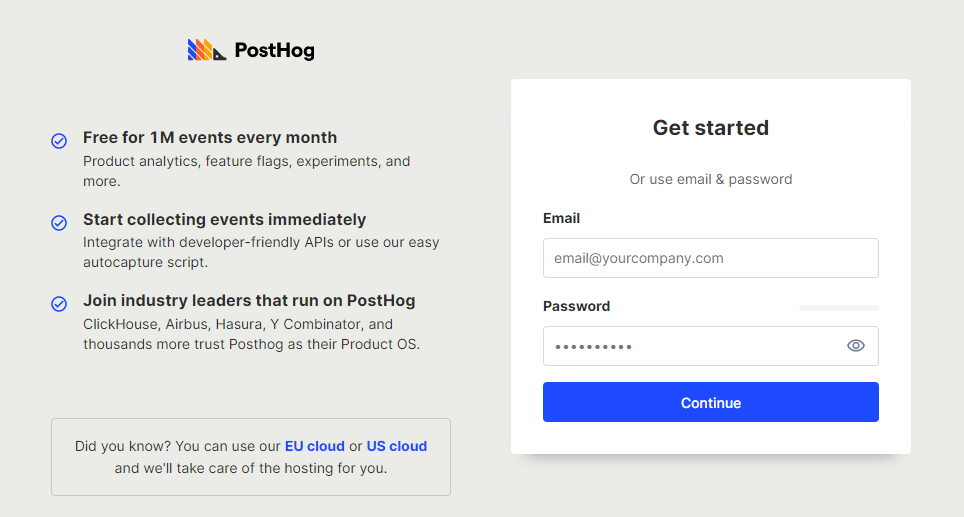 PostHog
Free for 1M events every month
Product analytics, feature flags, experiments, and
more.
Start collecting events immediately
Integrate with developer-friendly APIs or use our easy
autocapture script.
Join industry leaders that run on PostHog
ClickHouse, Airbus, Hasura, Y Combinator, and
thousands more trust Posthog as their Product OS.
Did you know? You can use our EU cloud or US cloud
and we'll take care of the hosting for you.
Get started
Or use email & password
Email
email@yourcompany.com
Password
••••••••••
Continue